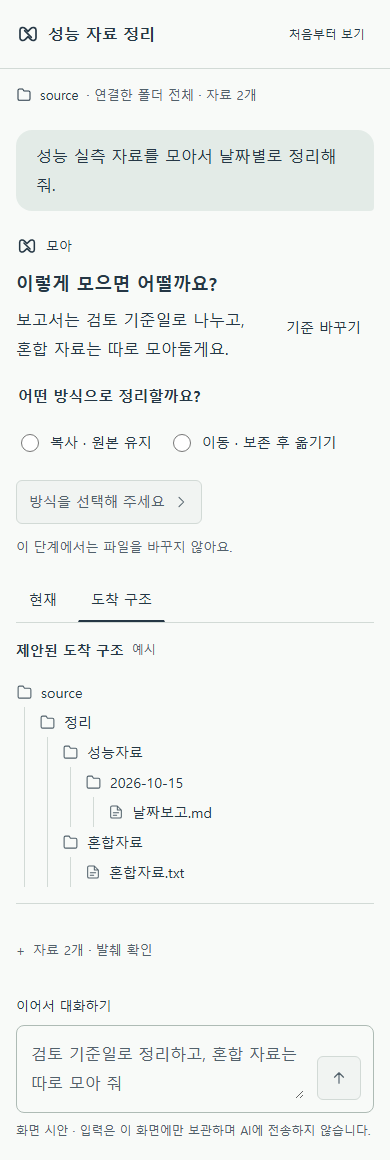 성능 자료 정리
처음부터 보기
source · 연결한 폴더 전체 · 자료 2개
성능 실측 자료를 모아서 날짜별로 정리해
줘.
모아
이렇게 모으면 어떨까요?
보고서는 검토 기준일로 나누고,
혼합 자료는 따로 모아둘게요.
기준 바꾸기
어떤 방식으로 정리할까요?
복사 · 원본 유지
이동 · 보존 후 옮기기
방식을 선택해 주세요
이 단계에서는 파일을 바꾸지 않아요.
현재
도착 구조
제안된 도착 구조 예시
source
정리
성능자료
2026-10-15
날짜보고.md
혼합자료
혼합자료.txt
+ 자료 2개 · 발췌 확인
이어서 대화하기
검토 기준일로 정리하고, 혼합 자료는
따로 모아 줘
화면 시안 · 입력은 이 화면에만 보관하며 AI에 전송하지 않습니다.